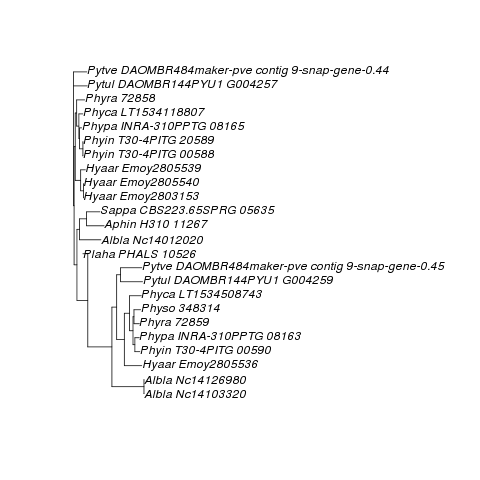 Pytve DAOMBR484maker-pve contig 9-snap-gene-0.44
Pytul DAOMBR144PYU1 G004257
Phyra 72858
Phyca LT1534118807
Phypa INRA-310PPTG 08165
Phyin T30-4PITG 20589
Phyin T30-4PITG 00588
Hyaar Emoy2805539
Hyaar Emoy2805540
Hyaar Emoy2803153
Sappa CBS223.65SPRG 05635
Aphin H310 11267
Albla Nc14012020
Plaha PHALS 10526
Pytve DAOMBR484maker-pve contig 9-snap-gene-0.45
Pytul DAOMBR144PYU1 G004259
Phyca LT1534508743
Physo 348314
Phyra 72859
Phypa INRA-310PPTG 08163
Phyin T30-4PITG 00590
Hyaar Emoy2805536
Albla Nc14126980
Albla Nc14103320